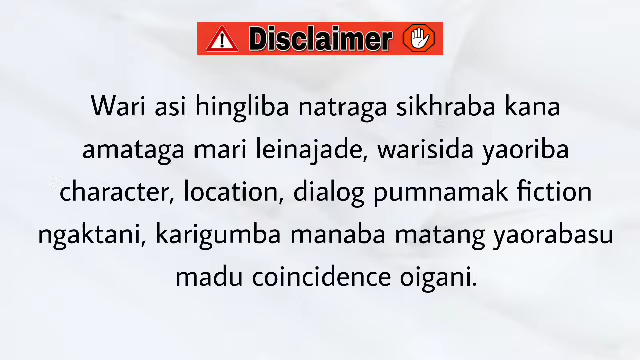 Disclaimer
Wari asi hingliba natraga sikhraba kana
amataga mari leinajade, warisida yaoriba
character, location, dialog pumnamak fiction
ngaktani, karigumba manaba matang yaorabasu
madu coincidence oigani.